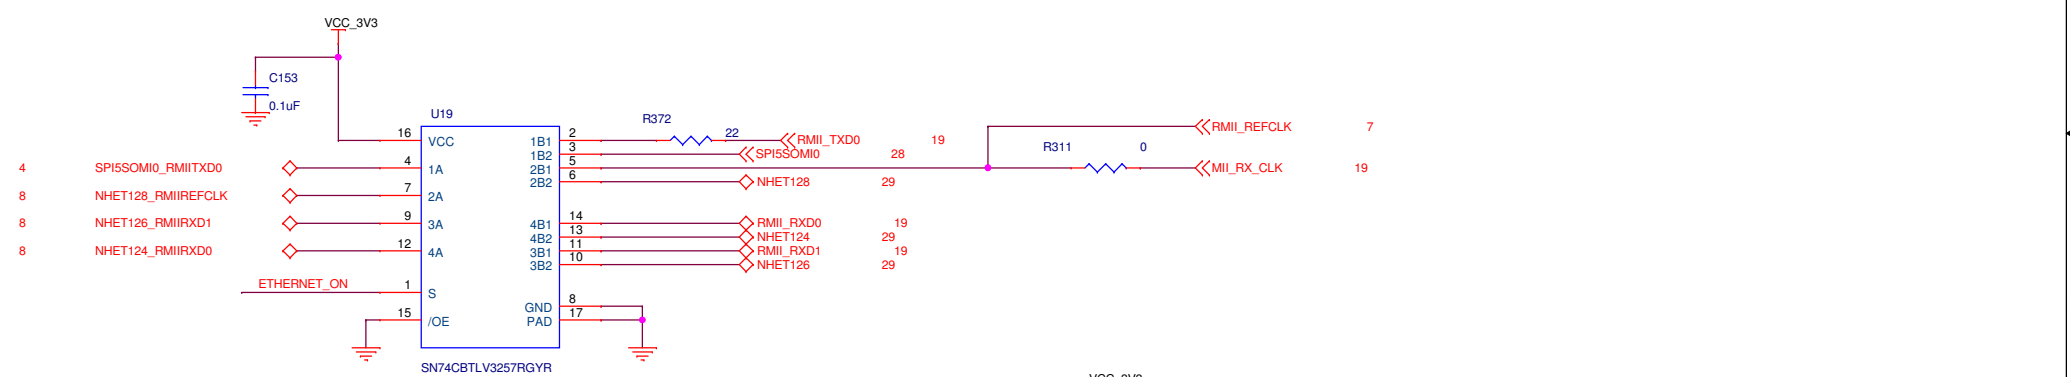 VCC_3V3
C153
0.1uF
U19
R372
22
RMII_TXD0 19
RMII_REFCLK 7
R311 0
MII_RX_CLK 19
16 VCC 1B1 2
1B2 3 SPI5SOMI0 28
4 SPI5SOMI0_RMIITXD0 4 1A 2B1 5
8 NHET128_RMIIREFCLK 7 2A 2B2 6 NHET128 29
8 NHET126_RMIIRXD1 9 3A 4B1 14 RMII_RXD0 19
4B2 13 NHET124 29
8 NHET124_RMIIRXD0 12 4A 3B1 11 RMII_RXD1 19
3B2 10 NHET126 29
ETHERNET_ON 1 S
GND 8
15 /OE PAD 17
SN74CBTLV3257RGYR